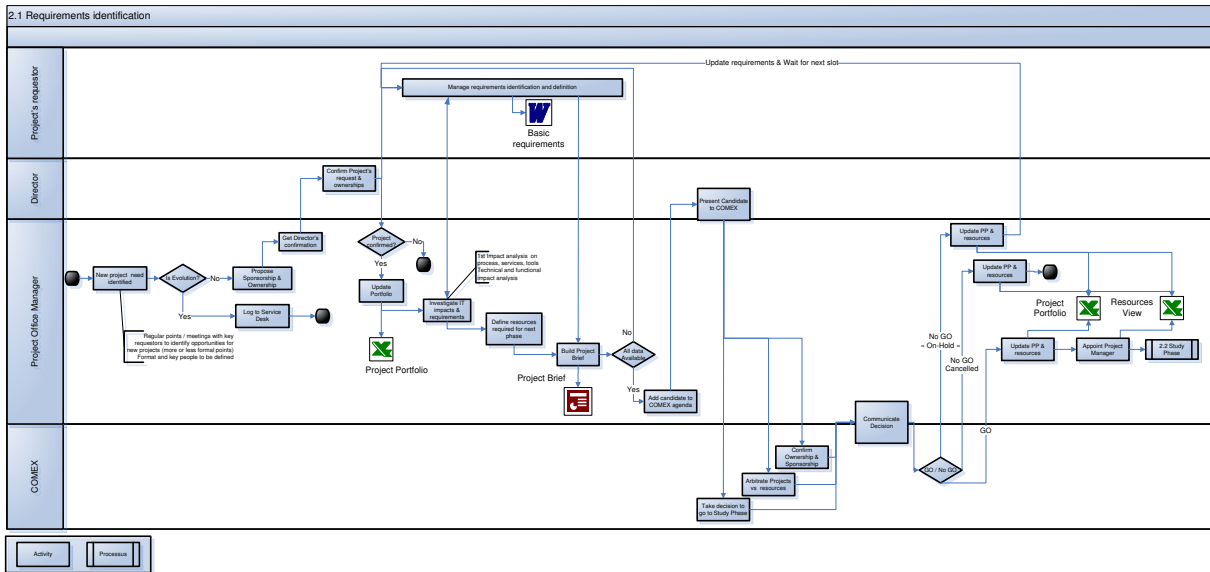 2.1 Requirements identification
Project's requestor
Update requirements & Wait for next slot
Manage requirements identification and definition
Basic
requirements
Director
Confirm Project's
request &
ownerships
Present Candidate
to COMEX
Project Office Manager
New project need
identified
Is Evolution?
No
Yes
Propose
Sponsorship &
Ownership
Get Director's
confirmation
Log to Service
Desk
Regular points / meetings with key
requestors to identify opportunities for
new projects (more or less formal points)
Format and key people to be defined
Project
confirmed?
No
Yes
Update
Portfolio
Project Portfolio
1st Impact analysis on
process, services, tools
Technical and functional
impact analysis
Investigate IT
impacts & requirements
Define resources
required for next
phase
Build Project
Brief
Project Brief
All data
Available
No
Yes
Add candidate to
COMEX agenda
Update PP &
resources
Update PP &
resources
Project
Portfolio
Resources
View
No GO
« On-Hold »
No GO
Cancelled
GO
Update PP &
resources
Appoint Project
Manager
2.2 Study
Phase
COMEX
Communicate
Decision
Confirm
Ownership &
Sponsorship
Arbitrate Projects
vs resources
Take decision to
go to Study Phase
GO / No GO
Activity
Processus